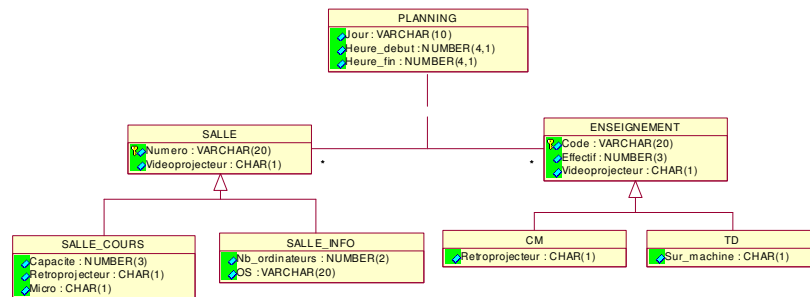 PLANNING
Jour : VARCHAR(10)
Heure_debut : NUMBER(4,1)
Heure_fin : NUMBER(4,1)
SALLE
Numero : VARCHAR(20)
Videoprojecteur : CHAR(1)
*
*
ENSEIGNEMENT
Code : VARCHAR(20)
Effectif : NUMBER(3)
Videoprojecteur : CHAR(1)
SALLE_COURS
Capacite : NUMBER(3)
Retroprojecteur : CHAR(1)
Micro : CHAR(1)
SALLE_INFO
Nb_ordinateurs : NUMBER(2)
OS : VARCHAR(20)
CM
Retroprojecteur : CHAR(1)
TD
Sur_machine : CHAR(1)